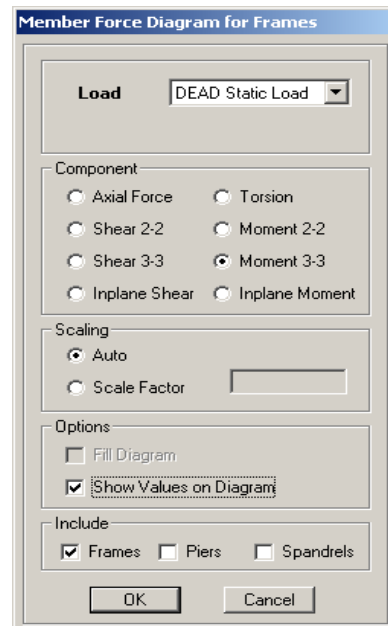 Member Force Diagram for Frames
Load DEAD Static Load
Component
Axial Force Torsion
Shear 2-2 Moment 2-2
Shear 3-3 Moment 3-3
Inplane Shear Inplane Moment
Scaling
Auto
Scale Factor
Options
Fill Diagram
Show Values on Diagram
Include
Frames Piers Spandrels
OK Cancel